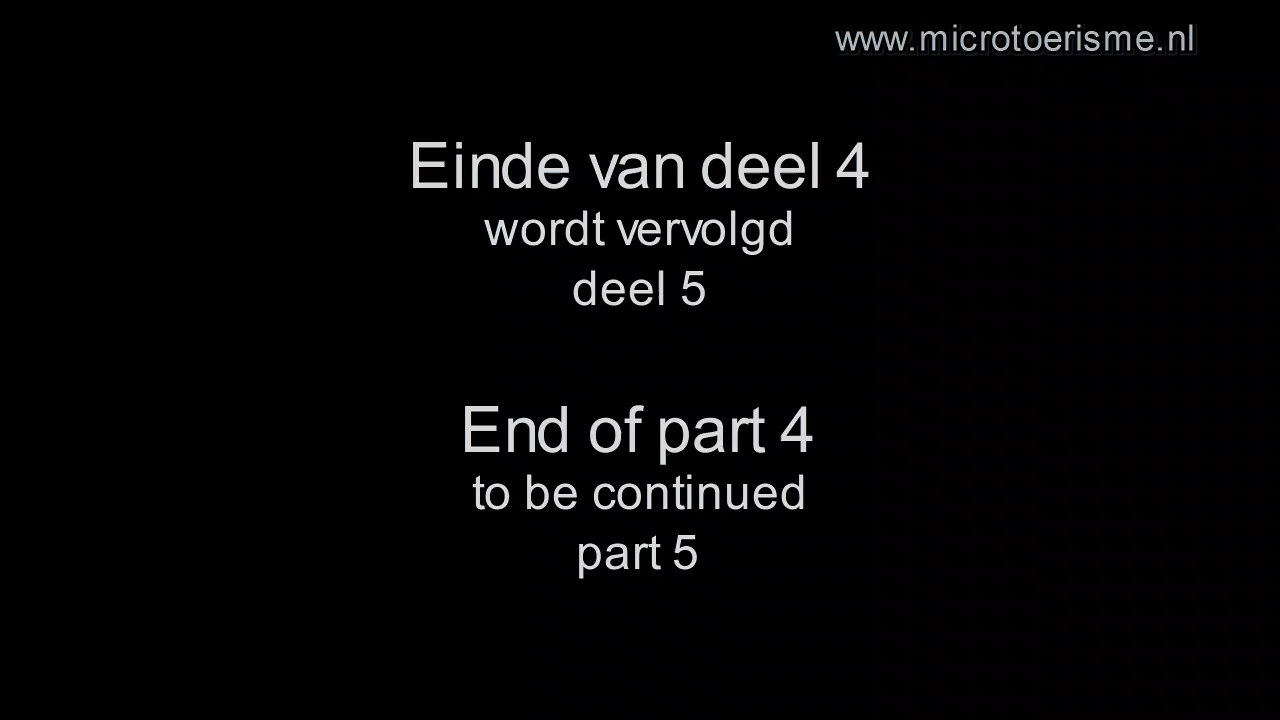 www.microtoerisme.nl
Einde van deel 4
wordt vervolgd
deel 5
End of part 4
to be continued
part 5